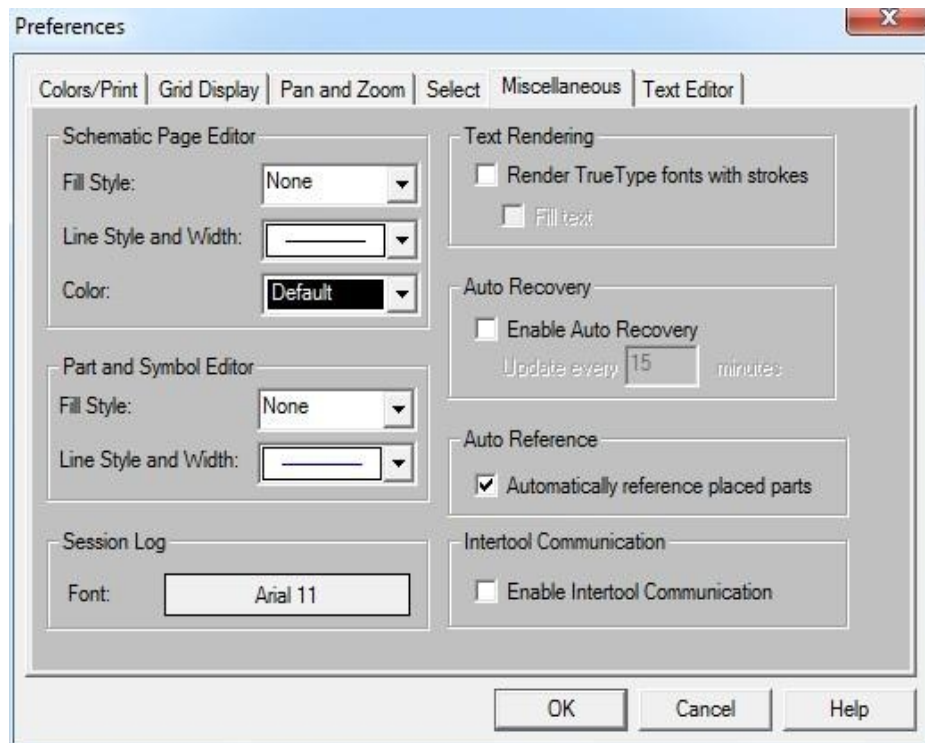 Preferences
X
Colors/Print Grid Display Pan and Zoom Select Miscellaneous Text Editor
Schematic Page Editor
Fill Style: None
Line Style and Width:
Color: Default
Part and Symbol Editor
Fill Style: None
Line Style and Width:
Session Log
Font: Arial 11
Text Rendering
Render TrueType fonts with strokes
Fill text
Auto Recovery
Enable Auto Recovery
Update every 15 minutes
Auto Reference
Automatically reference placed parts
Intertool Communication
Enable Intertool Communication
OK Cancel Help